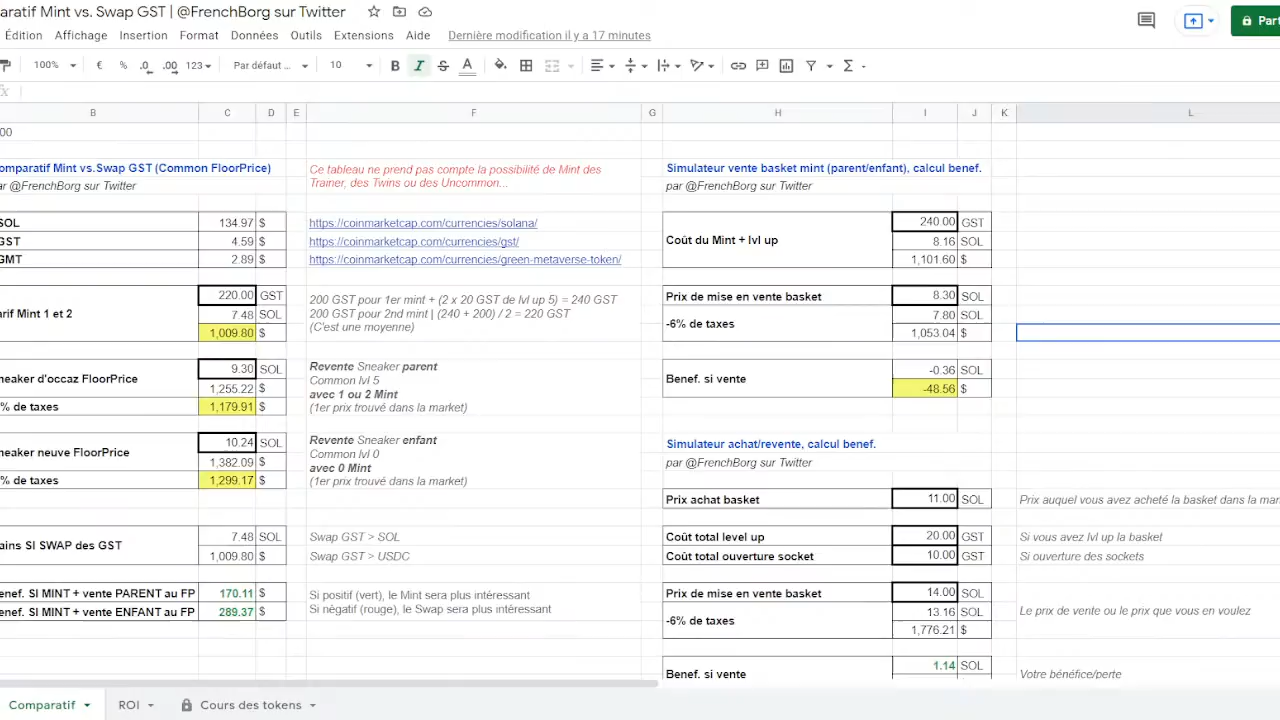 aratif Mint vs. Swap GST | @FrenchBorg sur Twitter
Édition Affichage Insertion Format Données Outils Extensions Aide Dernière modification il y a 17 minutes
Part
100% € % .0 .00 123 Par défaut ... 10 B I S A Σ
B C D E F G H I J K L
00
omparatif Mint vs.Swap GST (Common FloorPrice)
ar @FrenchBorg sur Twitter
Ce tableau ne prend pas compte la possibilité de Mint des
Trainer, des Twins ou des Uncommon...
SOL 134.97 $ https://coinmarketcap.com/currencies/solana/
GST 4.59 $ https://coinmarketcap.com/currencies/gst/
GMT 2.89 $ https://coinmarketcap.com/currencies/green-metaverse-token/
arif Mint 1 et 2
220.00 GST
7.48 SOL
1,009.80 $
200 GST pour 1er mint + (2 x 20 GST de lvl up 5) = 240 GST
200 GST pour 2nd mint | (240 + 200) / 2 = 220 GST
(C'est une moyenne)
neaker d'occaz FloorPrice
9.30 SOL
1,255.22 $
% de taxes 1,179.91 $
Revente Sneaker parent
Common lvl 5
avec 1 ou 2 Mint
(1er prix trouvé dans la market)
neaker neuve FloorPrice
10.24 SOL
1,382.09 $
% de taxes 1,299.17 $
Revente Sneaker enfant
Common lvl 0
avec 0 Mint
(1er prix trouvé dans la market)
ains SI SWAP des GST
7.48 SOL Swap GST > SOL
1,009.80 $ Swap GST > USDC
enef. SI MINT + vente PARENT au FP 170.11 $
enef. SI MINT + vente ENFANT au FP 289.37 $
Si positif (vert), le Mint sera plus intéressant
Si négatif (rouge), le Swap sera plus intéressant
Simulateur vente basket mint (parent/enfant), calcul benef.
par @FrenchBorg sur Twitter
Coût du Mint + lvl up
240.00 GST
8.16 SOL
1,101.60 $
Prix de mise en vente basket 8.30 SOL
-6% de taxes
7.80 SOL
1,053.04 $
Benef. si vente
-0.36 SOL
-48.56 $
Simulateur achat/revente, calcul benef.
par @FrenchBorg sur Twitter
Prix achat basket 11.00 SOL Prix auquel vous avez acheté la basket dans la mar
Coût total level up 20.00 GST Si vous avez lvl up la basket
Coût total ouverture socket 10.00 GST Si ouverture des sockets
Prix de mise en vente basket 14.00 SOL
-6% de taxes
13.16 SOL
1,776.21 $
Le prix de vente ou le prix que vous en voulez
Benef. si vente
1.14 SOL
Votre bénéfice/perte
Comparatif ROI Cours des tokens